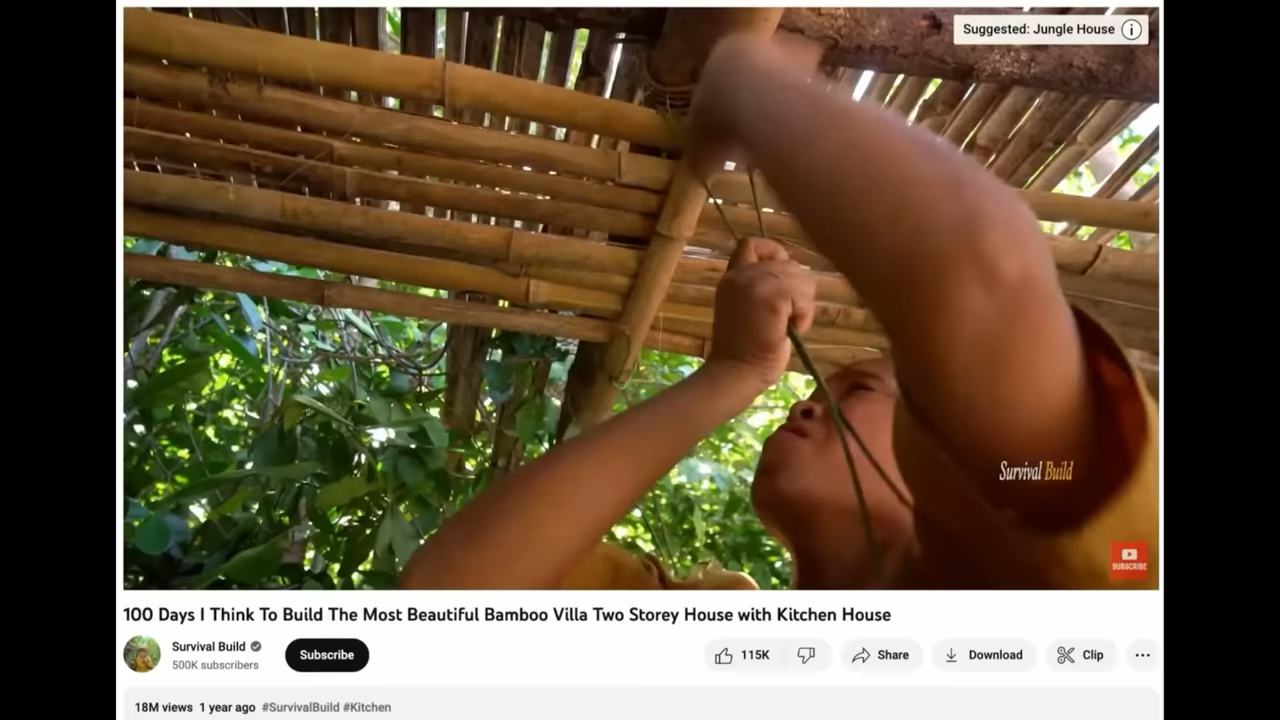 Suggested: Jungle House
Survival Build
SUBSCRIBE
100 Days I Think To Build The Most Beautiful Bamboo Villa Two Storey House with Kitchen House
Survival Build
500K subscribers
Subscribe
115K
Share
Download
Clip
18M views 1 year ago #SurvivalBuild #Kitchen